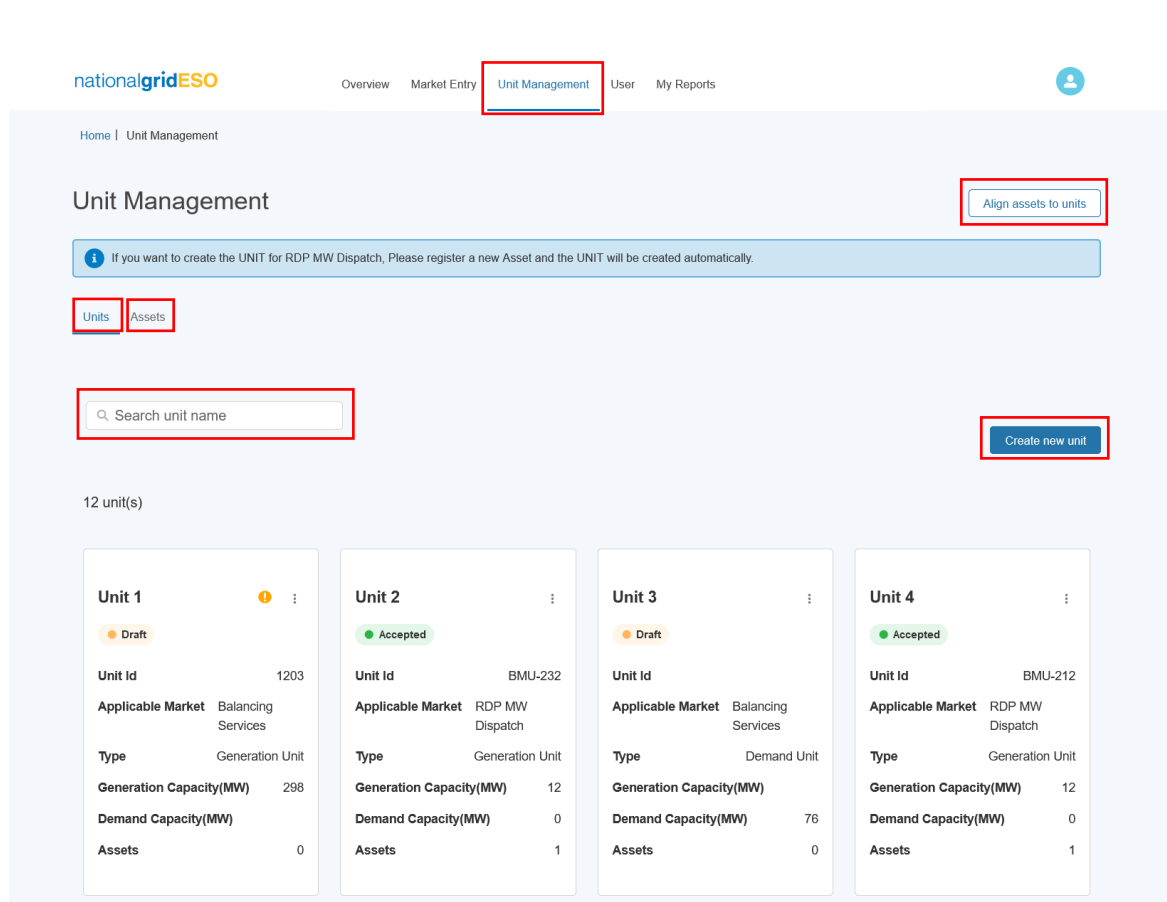 nationalgridESO
Overview Market Entry Unit Management User My Reports
Home | Unit Management
Unit Management
Align assets to units
If you want to create the UNIT for RDP MW Dispatch, Please register a new Asset and the UNIT will be created automatically.
Units Assets
Search unit name
Create new unit
12 unit(s)
Unit 1
Draft
Unit Id 1203
Applicable Market Balancing
Services
Type Generation Unit
Generation Capacity(MW) 298
Demand Capacity(MW)
Assets 0
Unit 2
Accepted
Unit Id BMU-232
Applicable Market RDP MW
Dispatch
Type Generation Unit
Generation Capacity(MW) 12
Demand Capacity(MW) 0
Assets 1
Unit 3
Draft
Unit Id
Applicable Market Balancing
Services
Type Demand Unit
Generation Capacity(MW)
Demand Capacity(MW) 76
Assets 0
Unit 4
Accepted
Unit Id BMU-212
Applicable Market RDP MW
Dispatch
Type Generation Unit
Generation Capacity(MW) 12
Demand Capacity(MW) 0
Assets 1